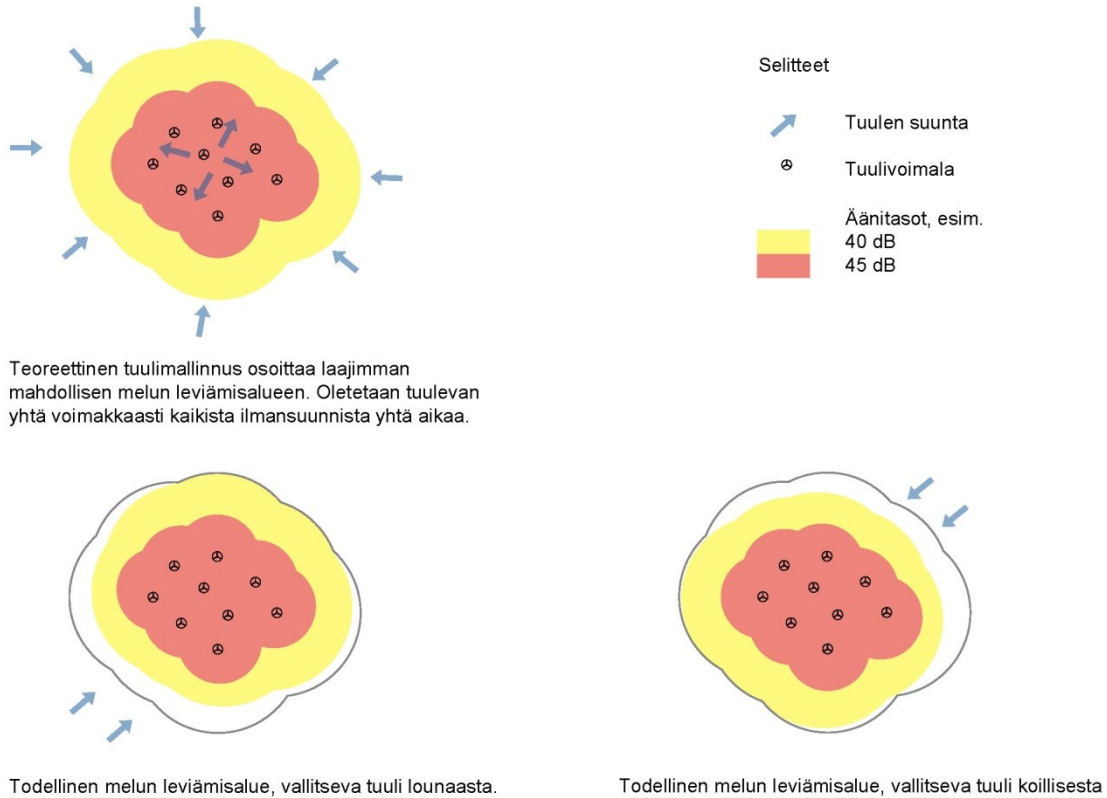 Selitteet
Tuulen suunta
Tuulivoimala
Äänitasot, esim.
40 dB
45 dB
Teoreettinen tuulimallinnus osoittaa laajimman
mahdollisen melun leviämisalueen. Oletetaan tuulevan
yhtä voimakkaasti kaikista ilmansuunnista yhtä aikaa.
Todellinen melun leviämisalue, vallitseva tuuli lounaasta.
Todellinen melun leviämisalue, vallitseva tuuli koillisesta